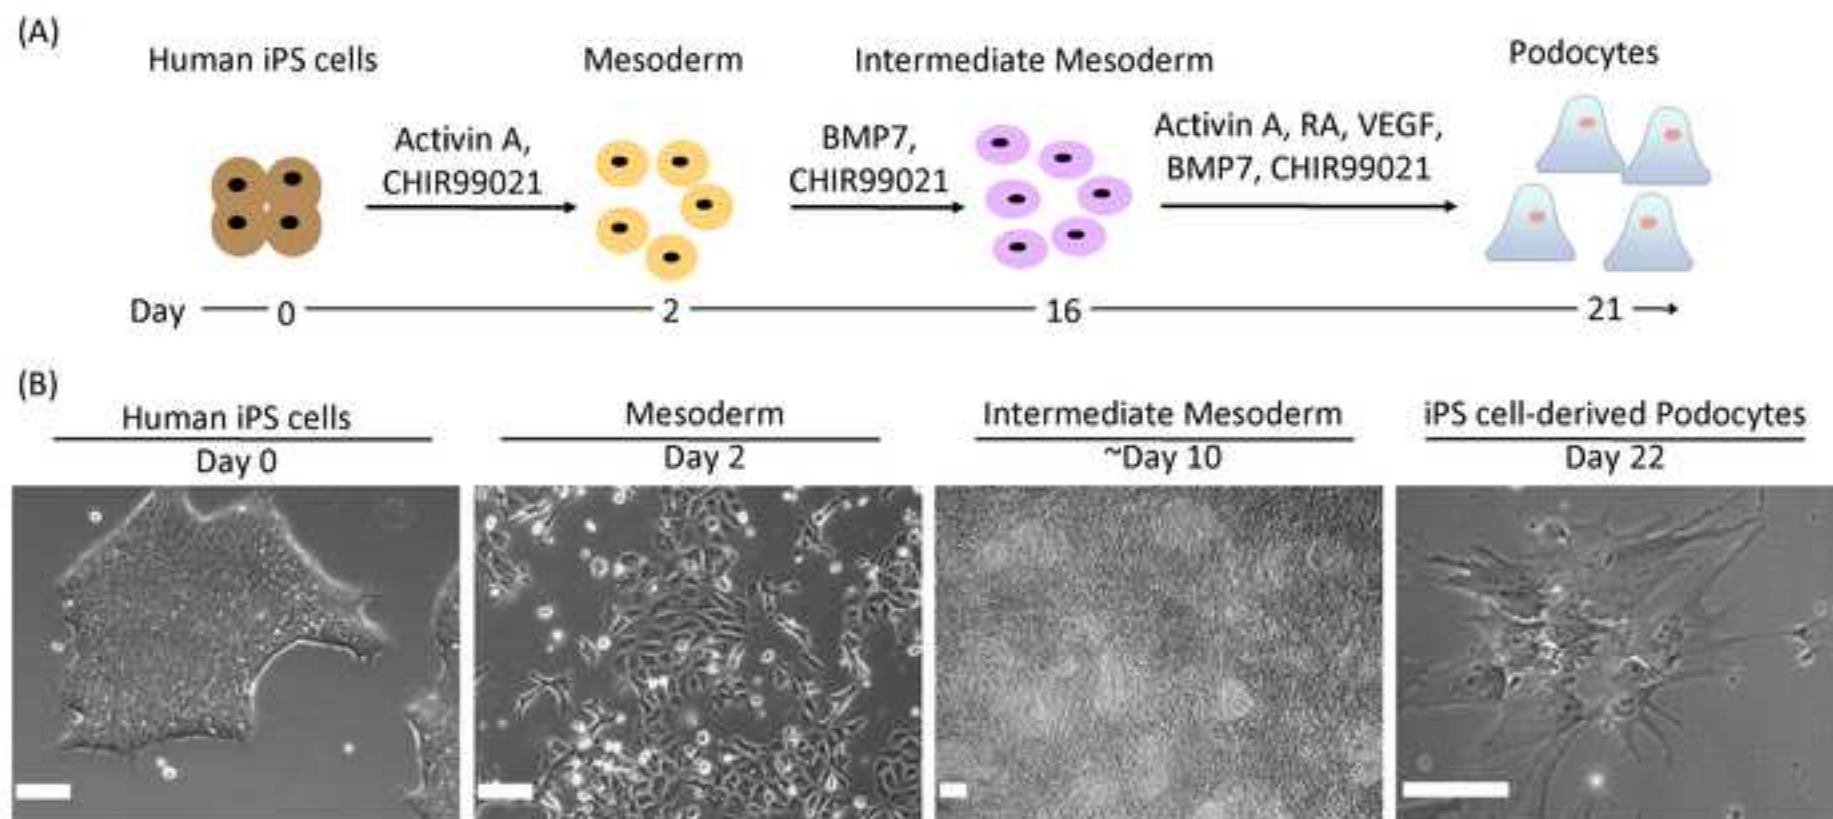 (A)
Human iPS cells
Mesoderm
Intermediate Mesoderm
Podocytes
Activin A,
CHIR99021
BMP7,
CHIR99021
Activin A, RA, VEGF,
BMP7, CHIR99021
Day 0 2 16 21
(B)
Human iPS cells
Day 0
Mesoderm
Day 2
Intermediate Mesoderm
~Day 10
iPS cell-derived Podocytes
Day 22